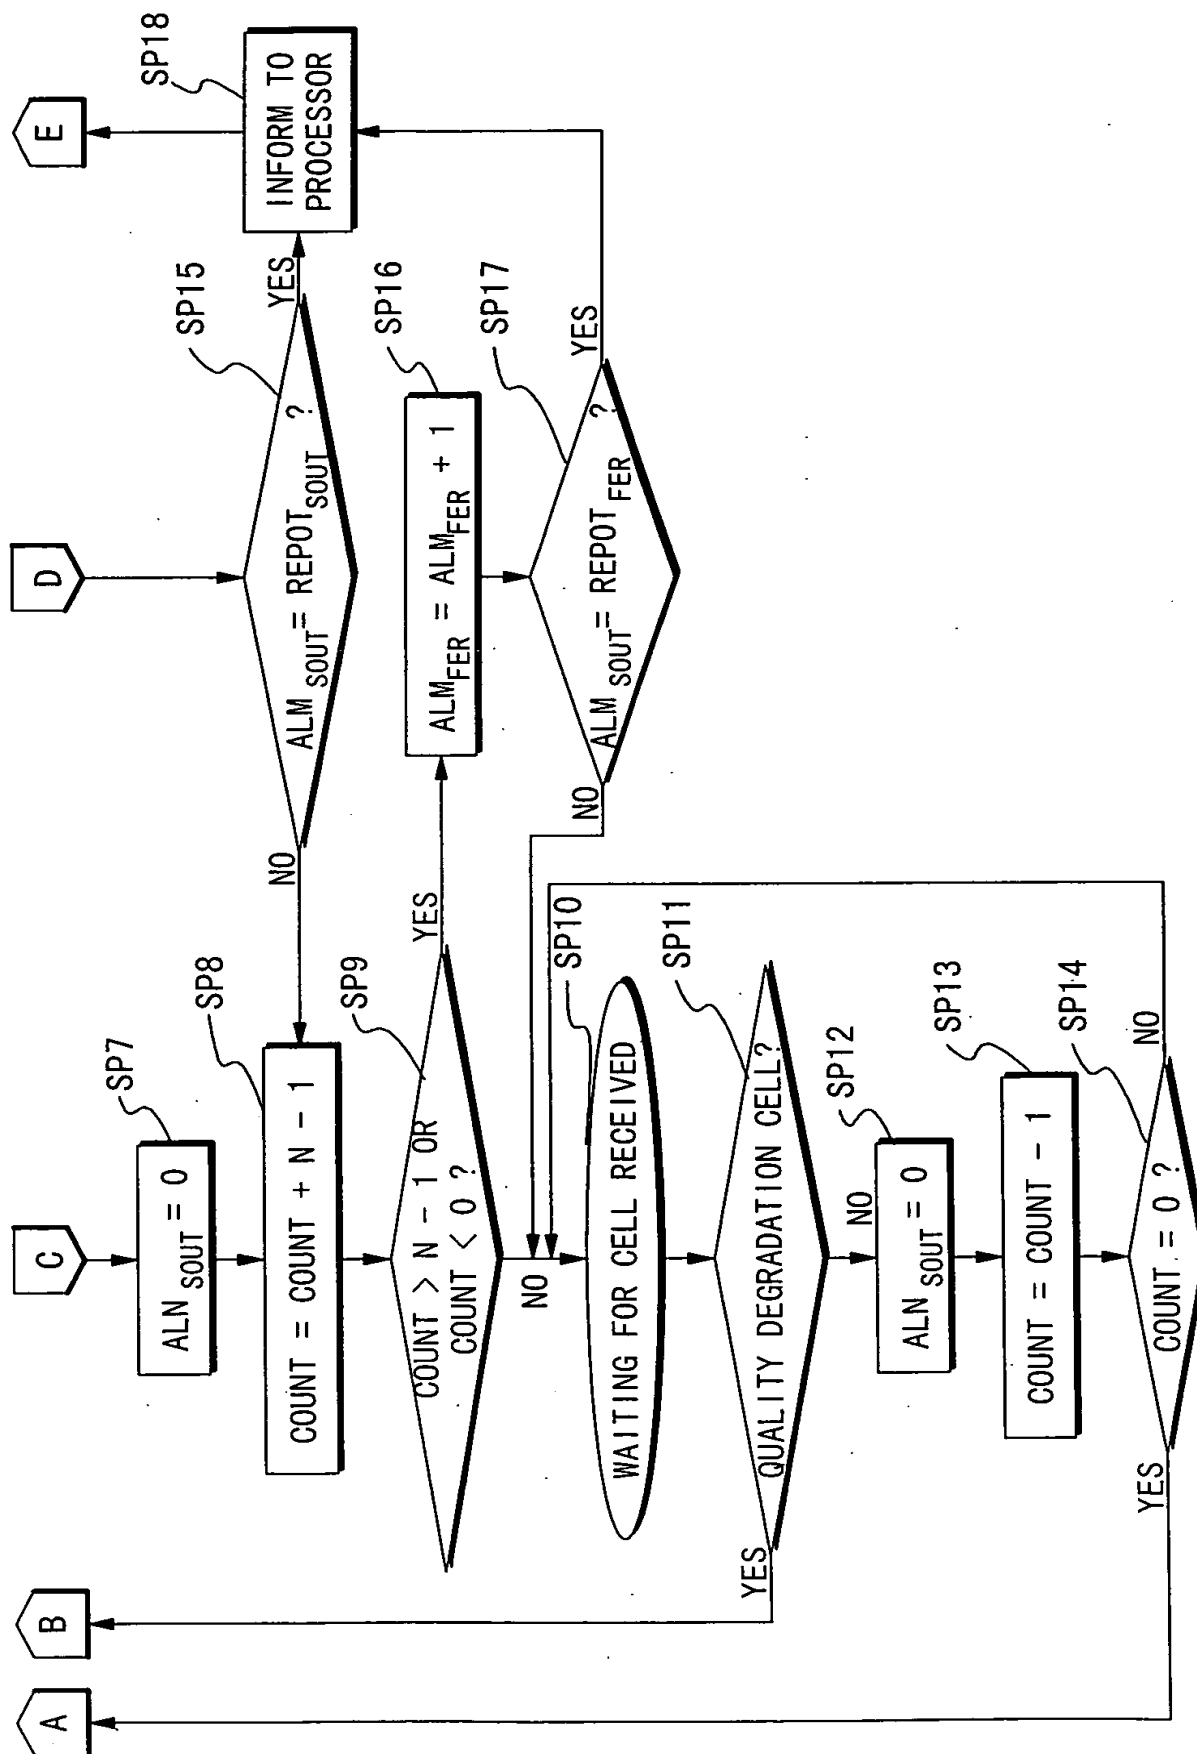 A
B
C
D
E
ALN SOUT = 0
SP7
COUNT = COUNT + N - 1
SP8
COUNT > N - 1 OR
COUNT < 0 ?
SP9
YES
NO
WAITING FOR CELL RECEIVED
SP10
QUALITY DEGRADATION CELL?
SP11
YES
NO
ALN SOUT = 0
SP12
COUNT = COUNT - 1
SP13
COUNT = 0 ?
SP14
YES
NO
ALM SOUT = REPOT SOUT ?
SP15
NO
YES
ALM FER = ALM FER + 1
SP16
ALM SOUT = REPOT FER ?
SP17
NO
YES
INFORM TO
PROCESSOR
SP18